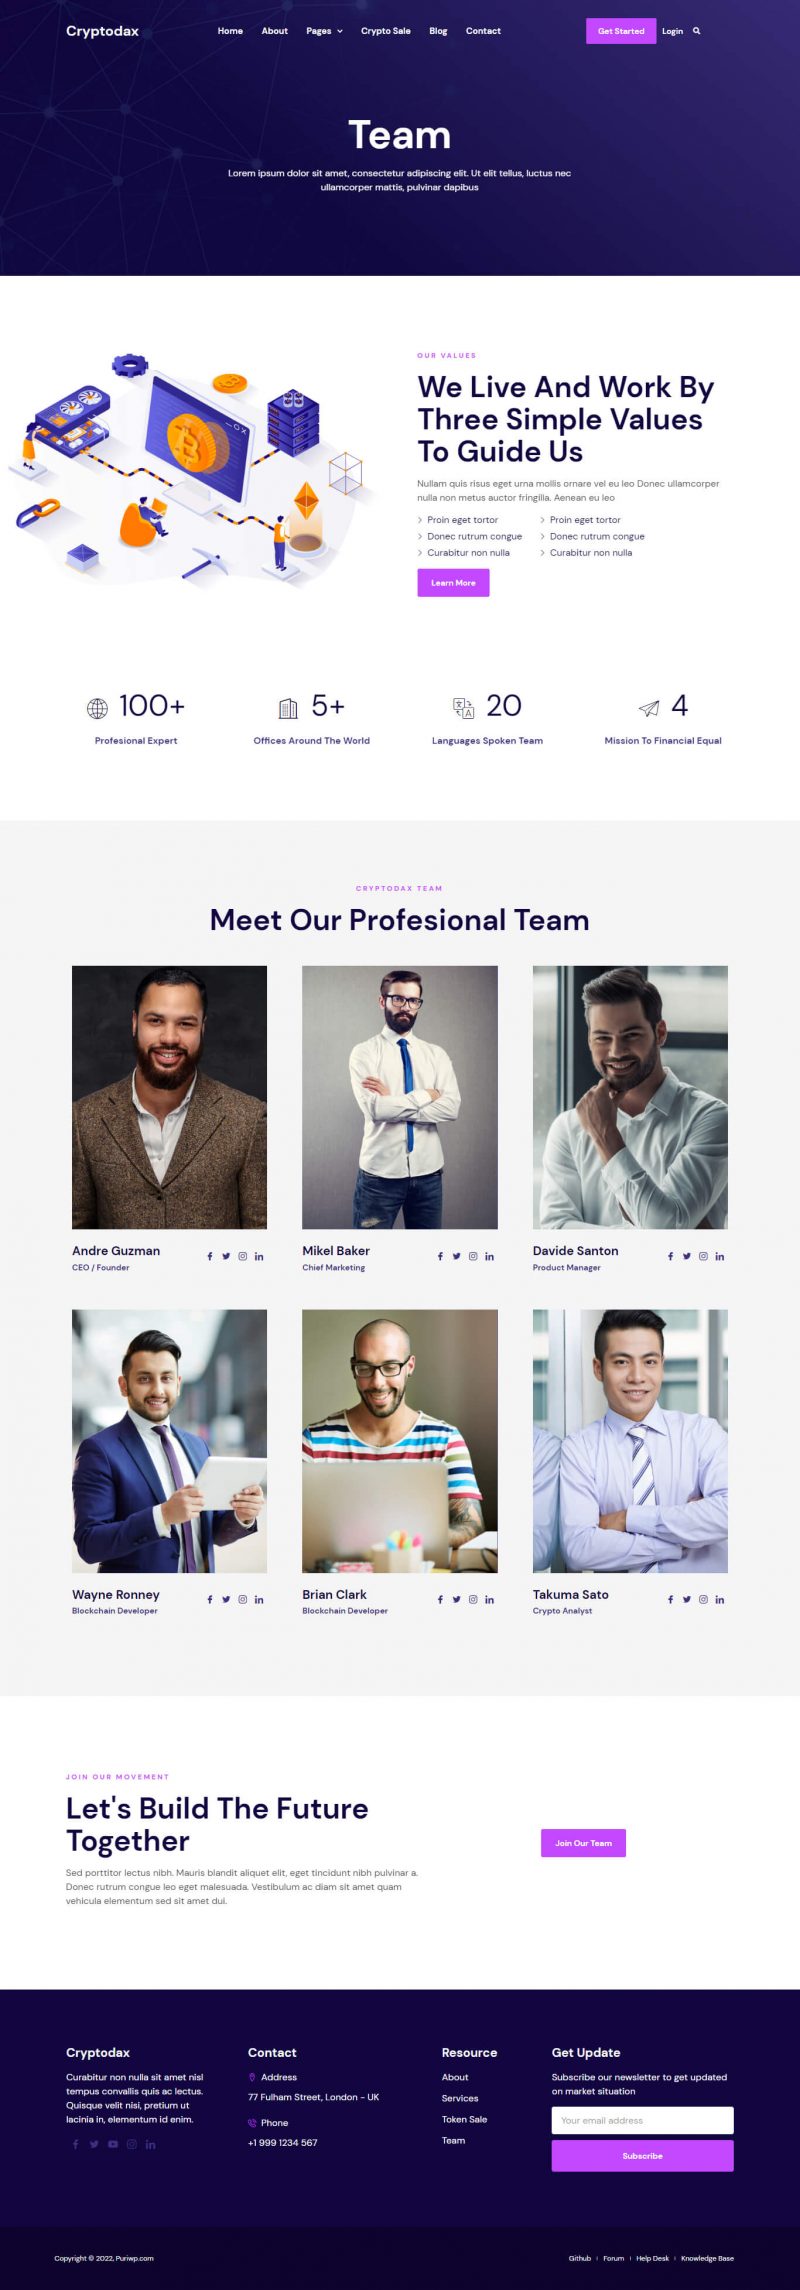 Cryptodax
Home About Pages Crypto Sale Blog Contact
Get Started Login
Team
Lorem ipsum dolor sit amet, consectetur adipiscing elit. Ut elit tellus, luctus nec
ullamcorper mattis, pulvinar dapibus
OUR VALUES
We Live And Work By
Three Simple Values
To Guide Us
Nullam quis risus eget urna mollis ornare vel eu leo Donec ullamcorper
nulla non metus auctor fringilla. Aenean eu leo
Proin eget tortor Proin eget tortor
Donec rutrum congue Donec rutrum congue
Curabitur non nulla Curabitur non nulla
Learn More
100+ 5+ 20 4
Profesional Expert Offices Around The World Languages Spoken Team Mission To Financial Equal
CRYPTODAX TEAM
Meet Our Profesional Team
Andre Guzman
CEO / Founder
Mikel Baker
Chief Marketing
Davide Santon
Product Manager
Wayne Ronney
Blockchain Developer
Brian Clark
Blockchain Developer
Takuma Sato
Crypto Analyst
JOIN OUR MOVEMENT
Let's Build The Future
Together
Sed porttitor lectus nibh. Mauris blandit aliquet elit, eget tincidunt nibh pulvinar a.
Donec rutrum congue leo eget malesuada. Vestibulum ac diam sit amet quam
vehicula elementum sed sit amet dui.
Join Our Team
Cryptodax
Curabitur non nulla sit amet nisl
tempus convallis quis ac lectus.
Quisque velit nisi, pretium ut
lacinia in, elementum id enim.
Contact
Address
77 Fulham Street, London - UK
Phone
+1 999 1234 567
Resource
About
Services
Token Sale
Team
Get Update
Subscribe our newsletter to get updated
on market situation
Your email address
Subscribe
Copyright © 2022, Puriwp.com
Github Forum Help Desk Knowledge Base